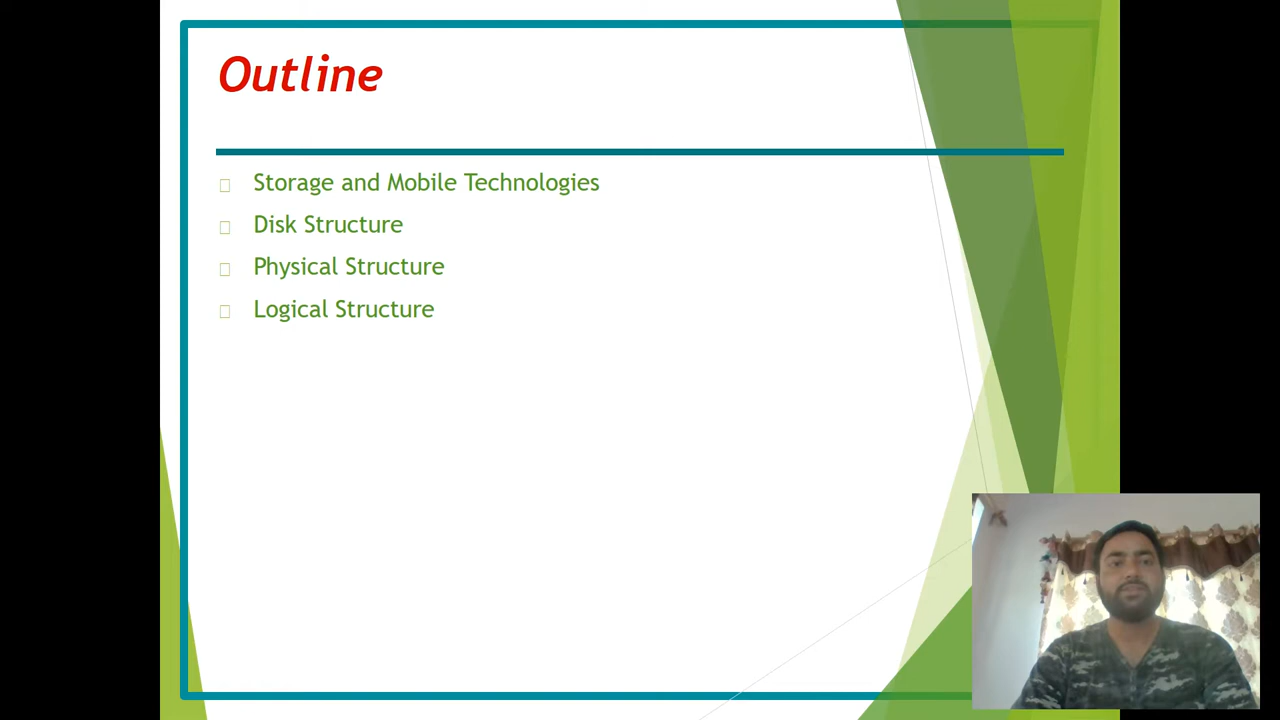 Outline
Storage and Mobile Technologies
Disk Structure
Physical Structure
Logical Structure